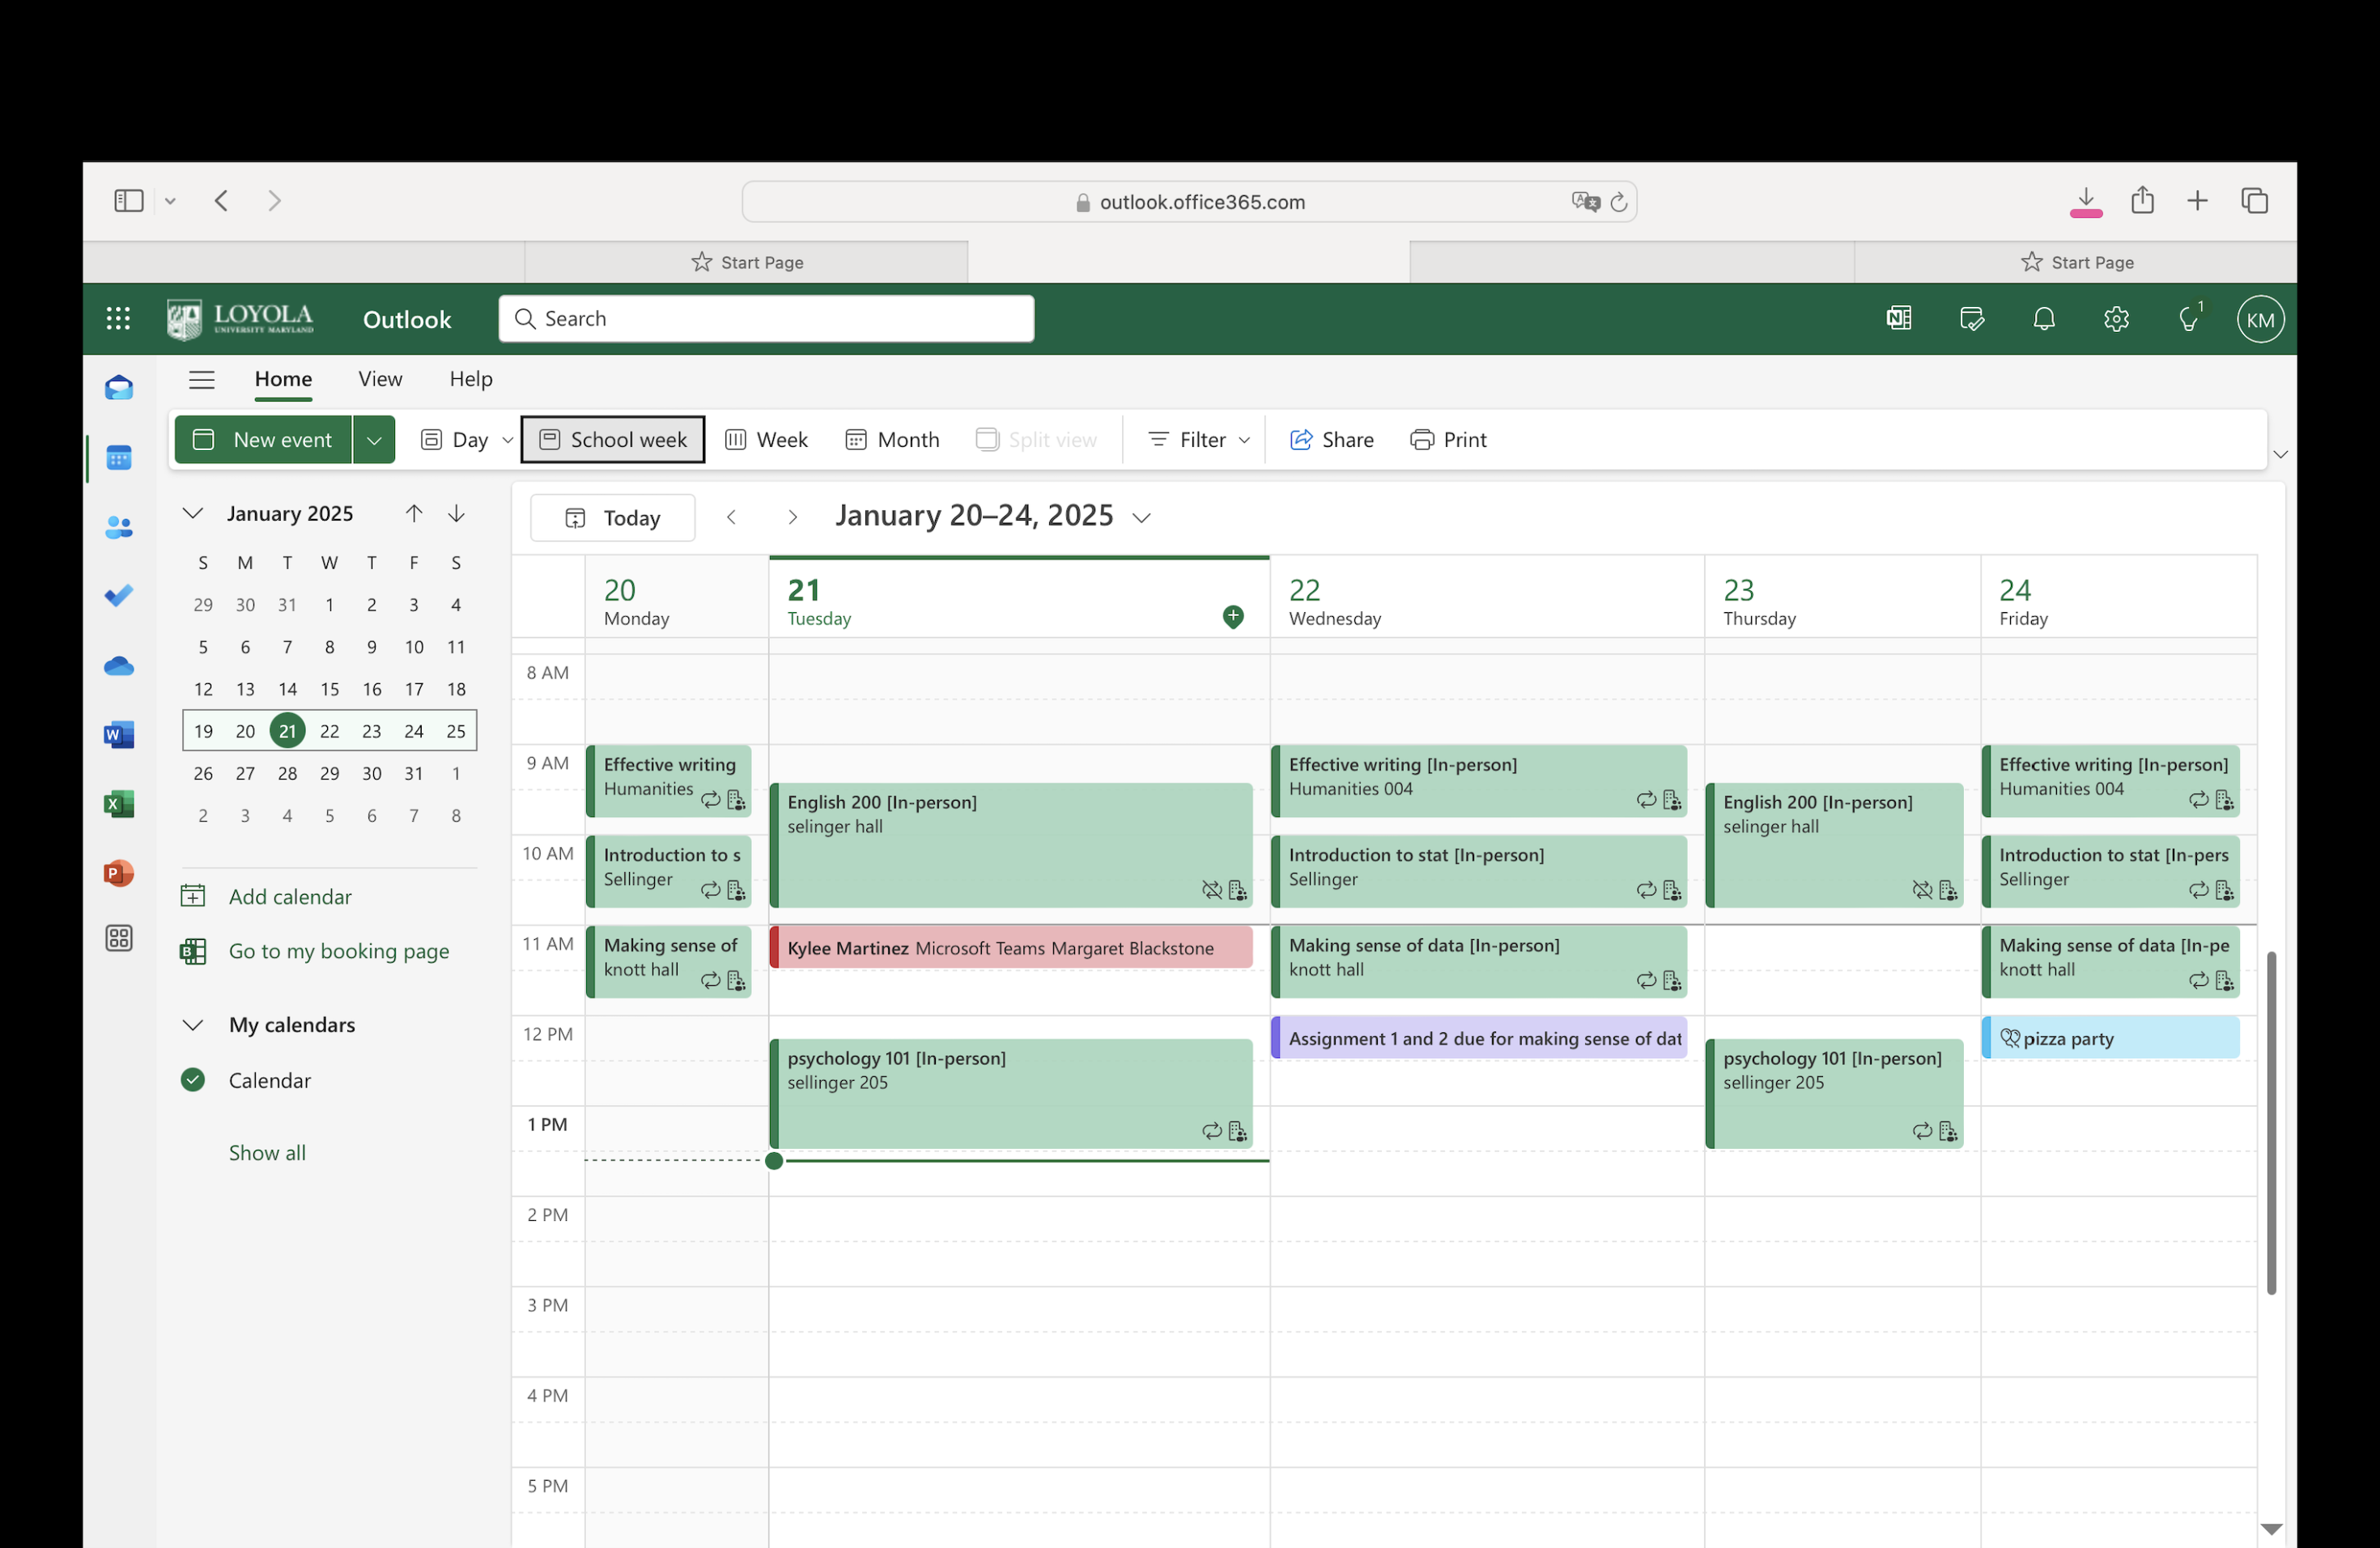 outlook.office365.com
Start Page
Start Page
LOYOLA
UNIVERSITY MARYLAND
Outlook
Search
1
KM
Home View Help
New event
Day
School week
Week
Month
Split view
Filter
Share
Print
January 2025
S M T W T F S
29 30 31 1 2 3 4
5 6 7 8 9 10 11
12 13 14 15 16 17 18
19 20 21 22 23 24 25
26 27 28 29 30 31 1
2 3 4 5 6 7 8
Add calendar
Go to my booking page
My calendars
Calendar
Show all
Today
January 20–24, 2025
20
Monday
21
Tuesday
22
Wednesday
23
Thursday
24
Friday
8 AM
9 AM
10 AM
11 AM
12 PM
1 PM
2 PM
3 PM
4 PM
5 PM
Effective writing
Humanities
Introduction to s
Sellinger
Making sense of
knott hall
English 200 [In-person]
selinger hall
Kylee Martinez Microsoft Teams Margaret Blackstone
psychology 101 [In-person]
sellinger 205
Effective writing [In-person]
Humanities 004
Introduction to stat [In-person]
Sellinger
Making sense of data [In-person]
knott hall
Assignment 1 and 2 due for making sense of dat
English 200 [In-person]
selinger hall
psychology 101 [In-person]
sellinger 205
Effective writing [In-person]
Humanities 004
Introduction to stat [In-pers
Sellinger
Making sense of data [In-pe
knott hall
pizza party